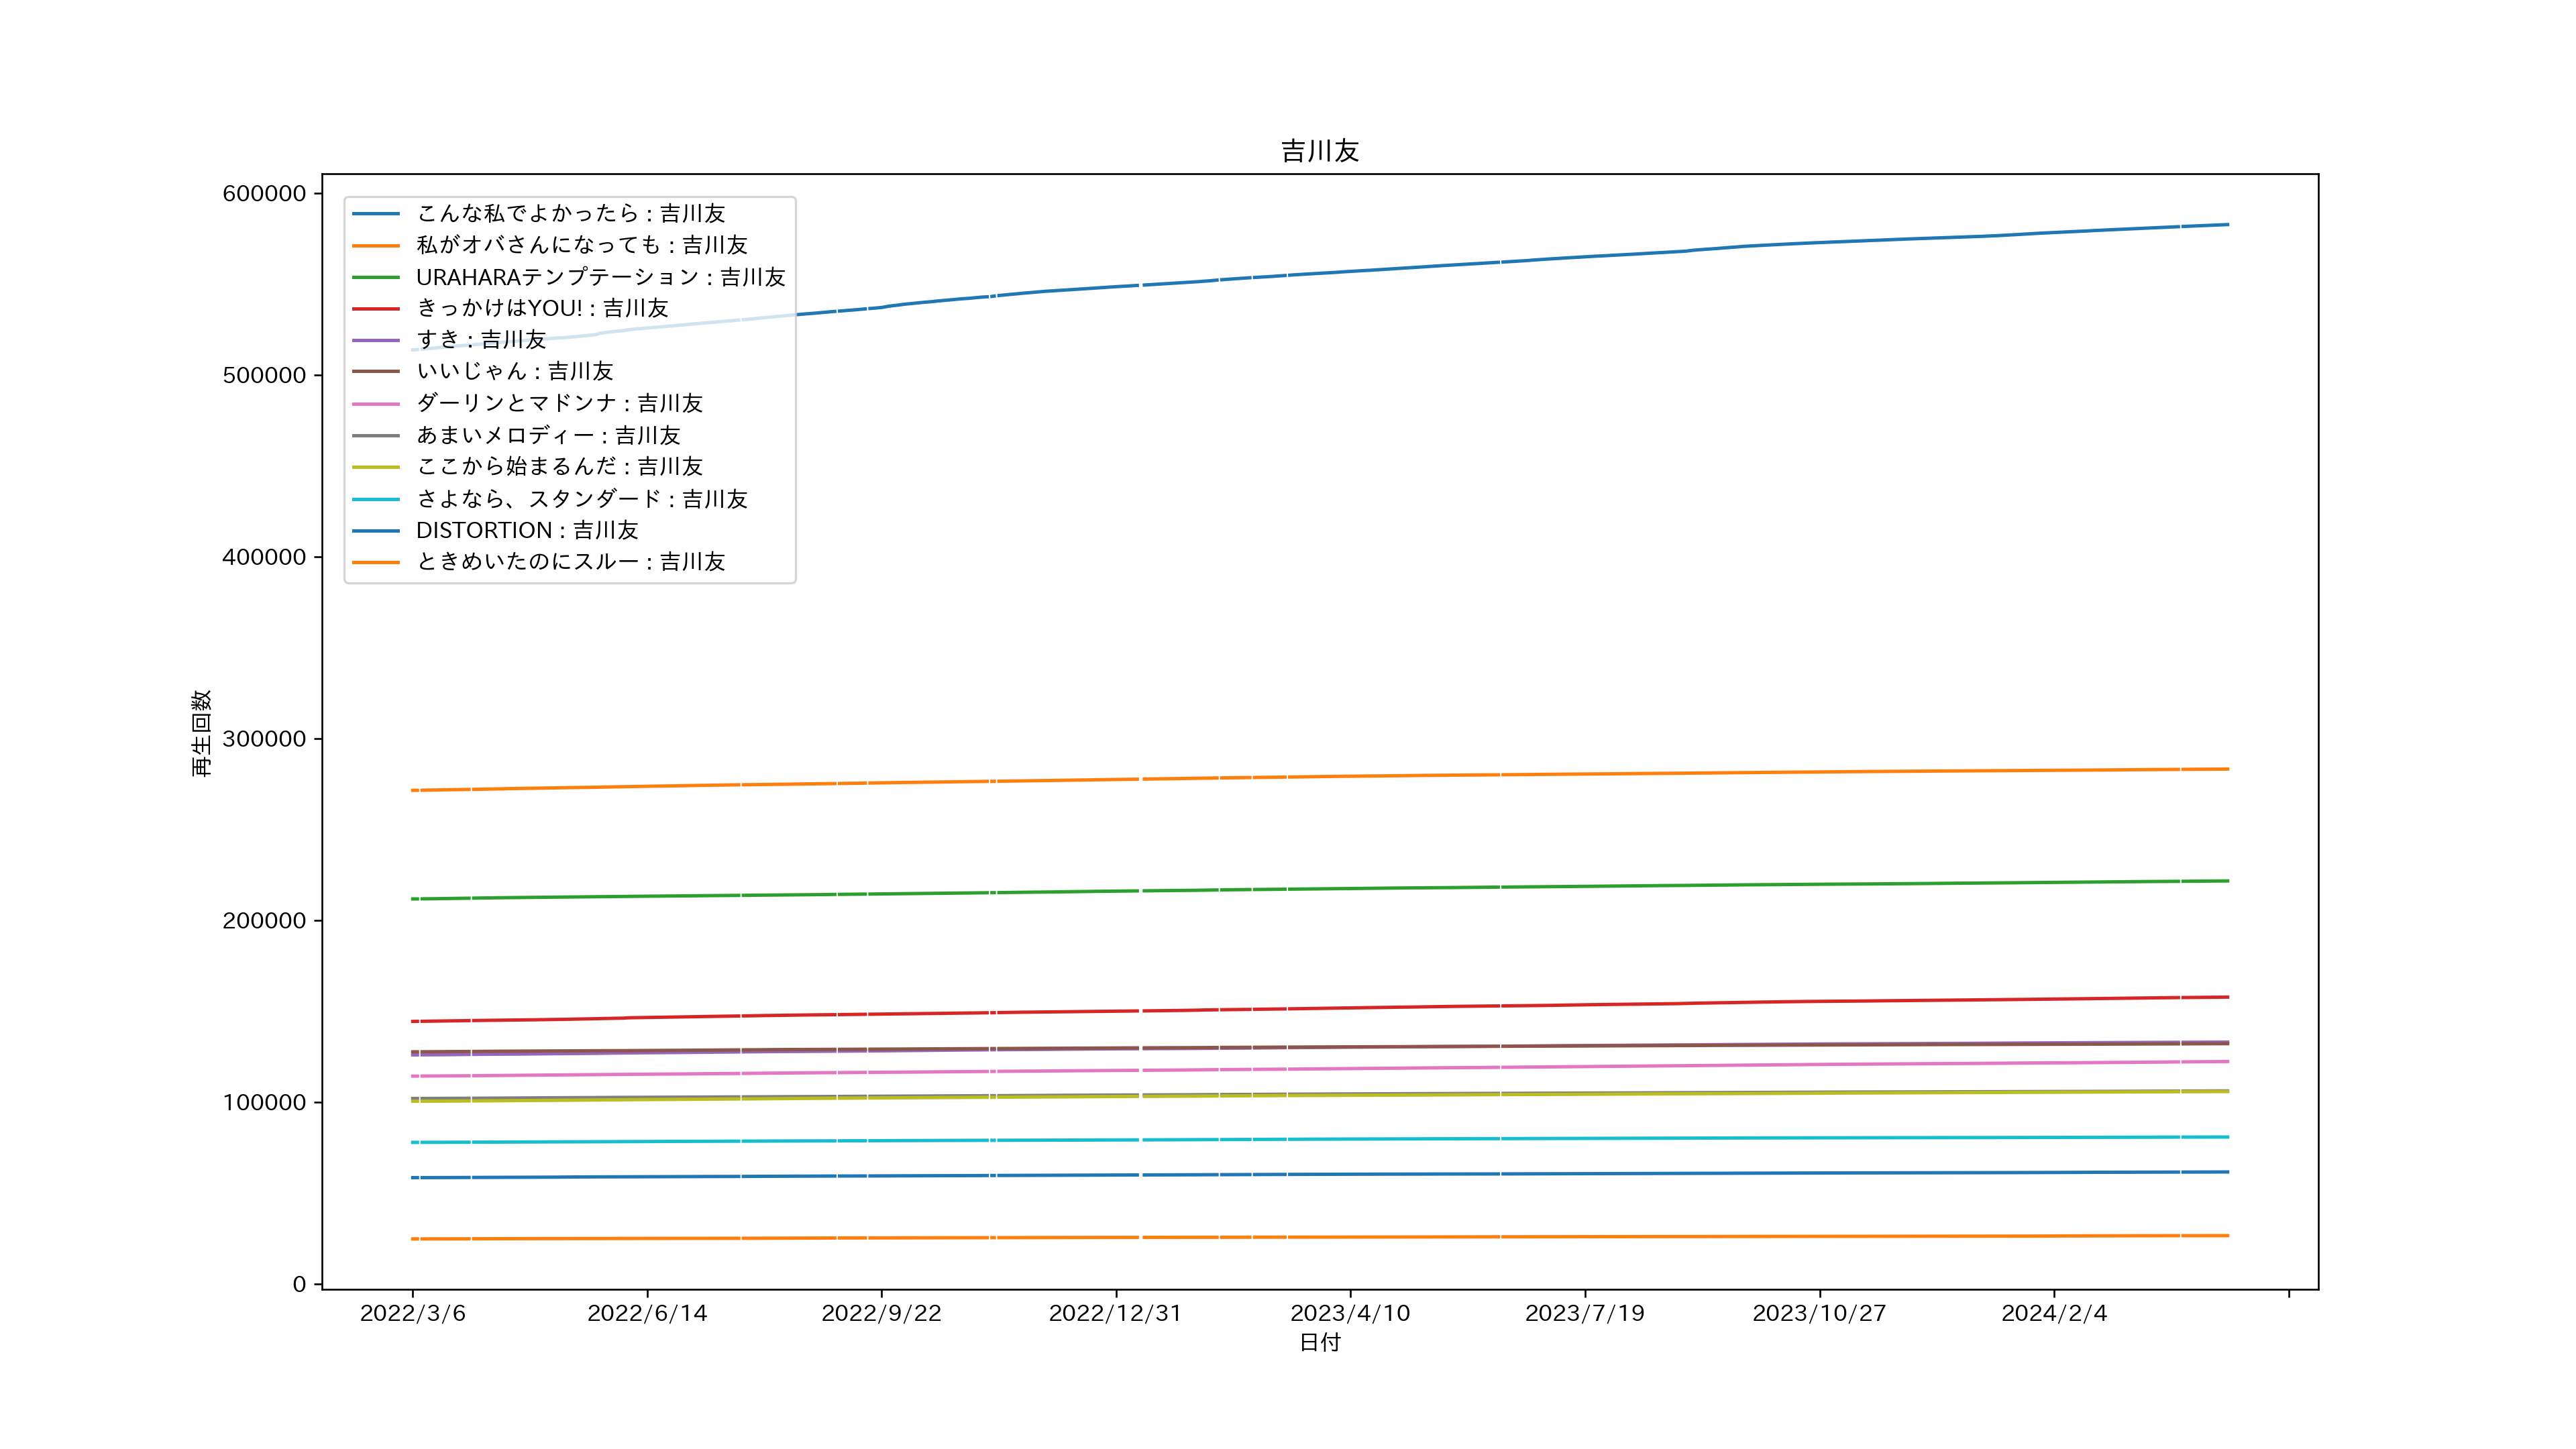 吉川友
600000
500000
400000
300000
200000
100000
0
再生回数
こんな私でよかったら : 吉川友
私がオバさんになっても : 吉川友
URAHARAテンプテーション : 吉川友
きっかけはYOU! : 吉川友
すき : 吉川友
いいじゃん : 吉川友
ダーリンとマドンナ : 吉川友
あまいメロディー : 吉川友
ここから始まるんだ : 吉川友
さよなら、スタンダード : 吉川友
DISTORTION : 吉川友
ときめいたのにスルー : 吉川友
2022/3/6
2022/6/14
2022/9/22
2022/12/31
2023/4/10
2023/7/19
2023/10/27
2024/2/4
日付